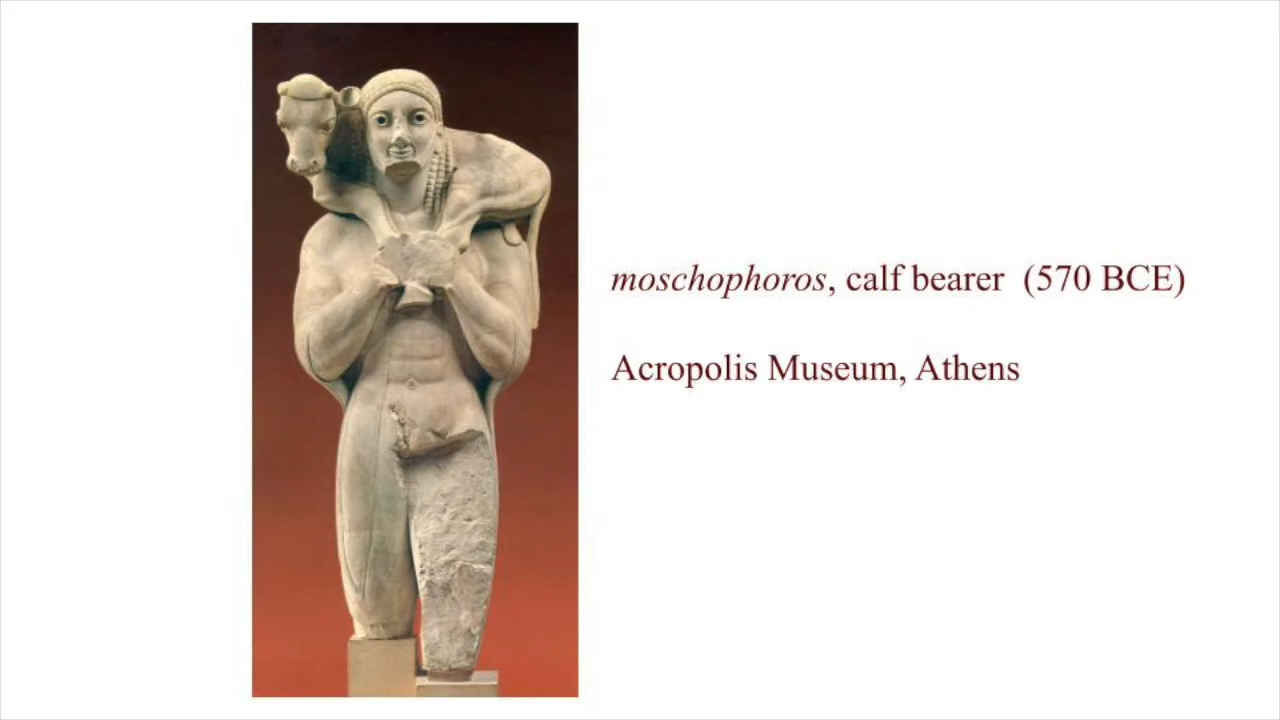 moschophoros, calf bearer (570 BCE)
Acropolis Museum, Athens